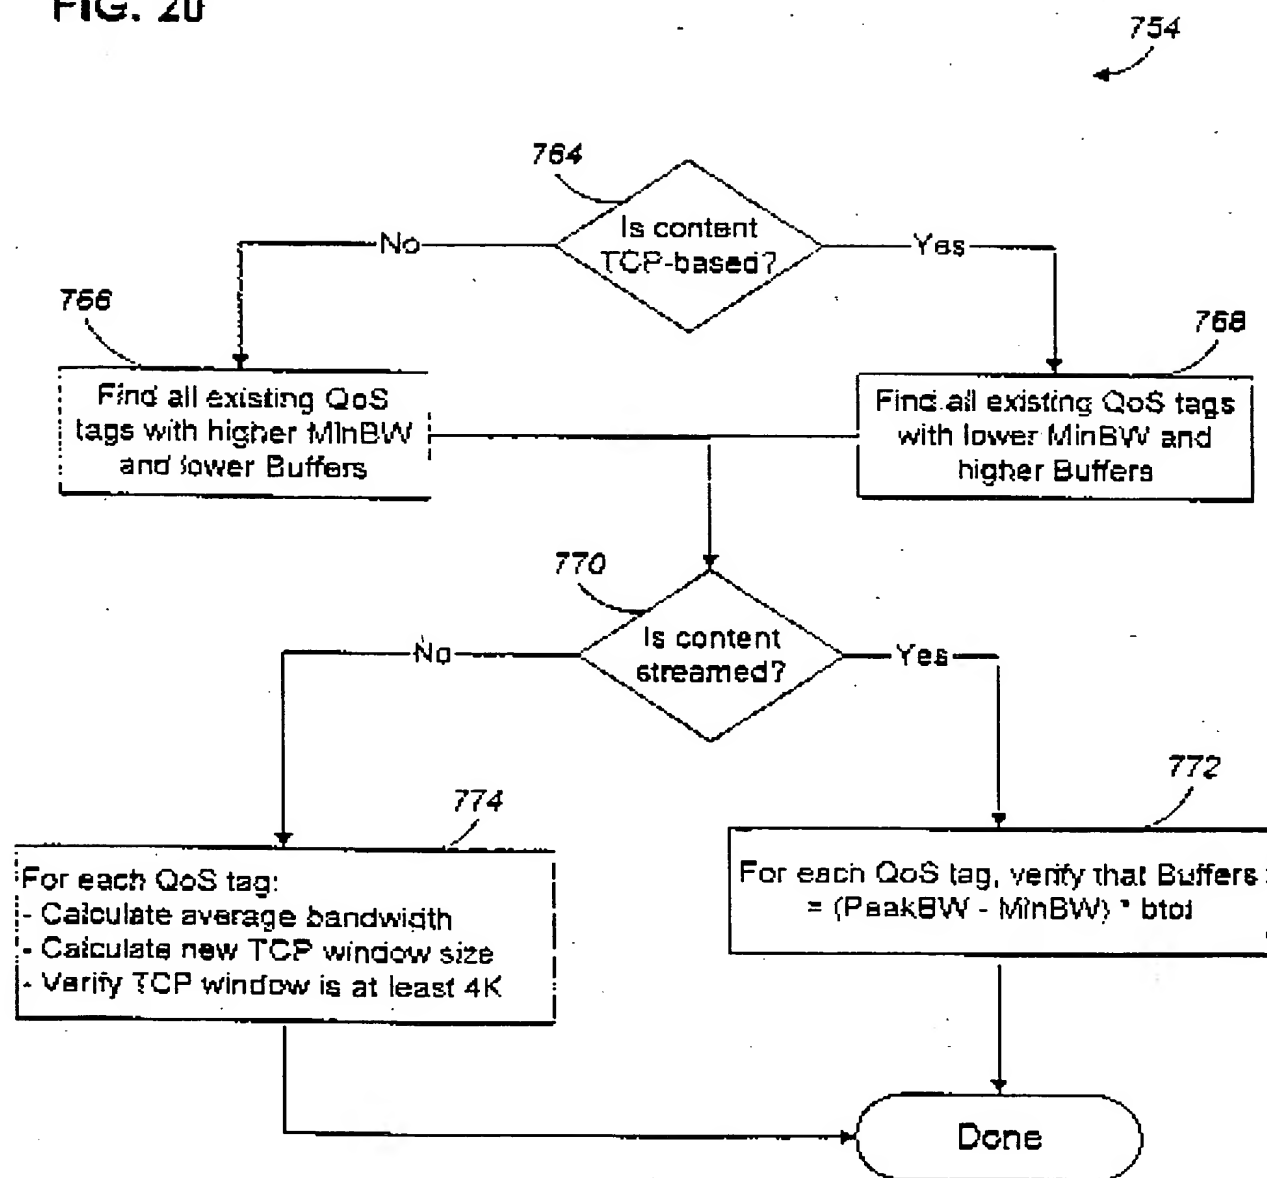 FIG. 20
754
764
Is content
TCP-based?
No
Yes
766
768
Find all existing QoS
tags with higher MinBW
and lower Buffers
Find all existing QoS tags
with lower MinBW and
higher Buffers
770
Is content
streamed?
No
Yes
774
772
For each QoS tag:
- Calculate average bandwidth
- Calculate new TCP window size
- Verify TCP window is at least 4K
For each QoS tag, verify that Buffers
= (PeakBW - MinBW) * btol
Done